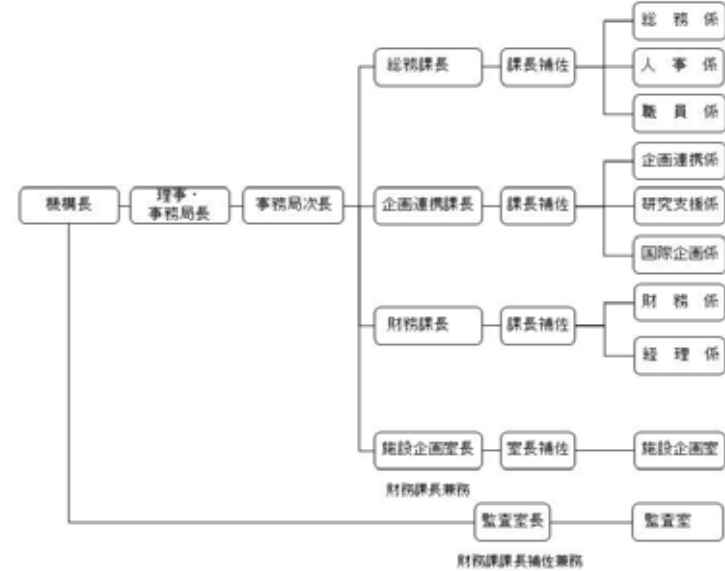 総務係
総務課長
課長補佐
人事係
職員係
企画連携係
機構長
理事・
事務局長
事務局次長
企画連携課長
課長補佐
研究支援係
国際企画係
財務係
財務課長
課長補佐
経理係
施設企画室長
室長補佐
施設企画室
財務課長兼務
監査室長
監査室
財務課課長補佐兼務